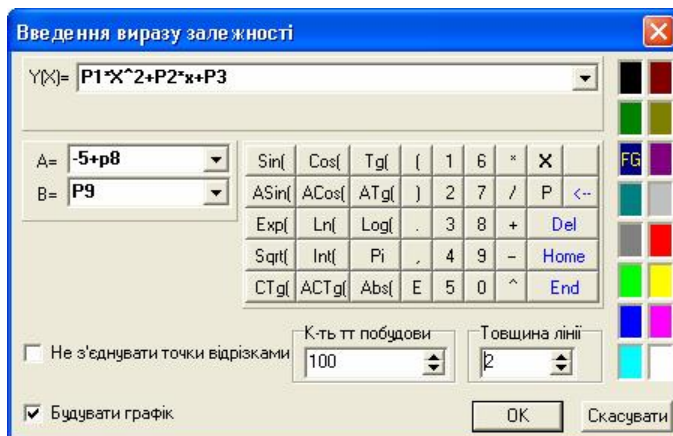 Введення виразу залежності
Y(X)= P1*X^2+P2*x+P3
A= -5+p8
B= P9
Sin( Cos( Tg( ( 1 6 * X
ASin( ACos( ATg( ) 2 7 / P <--
Exp( Ln( Log( . 3 8 + Del
Sqrt( Int( Pi , 4 9 - Home
CTg( ACTg( Abs( E 5 0 ^ End
FG
Не з'єднувати точки відрізками
К-ть тт побудови
100
Товщина лінії
2
Будувати графік
OK
Скасувати